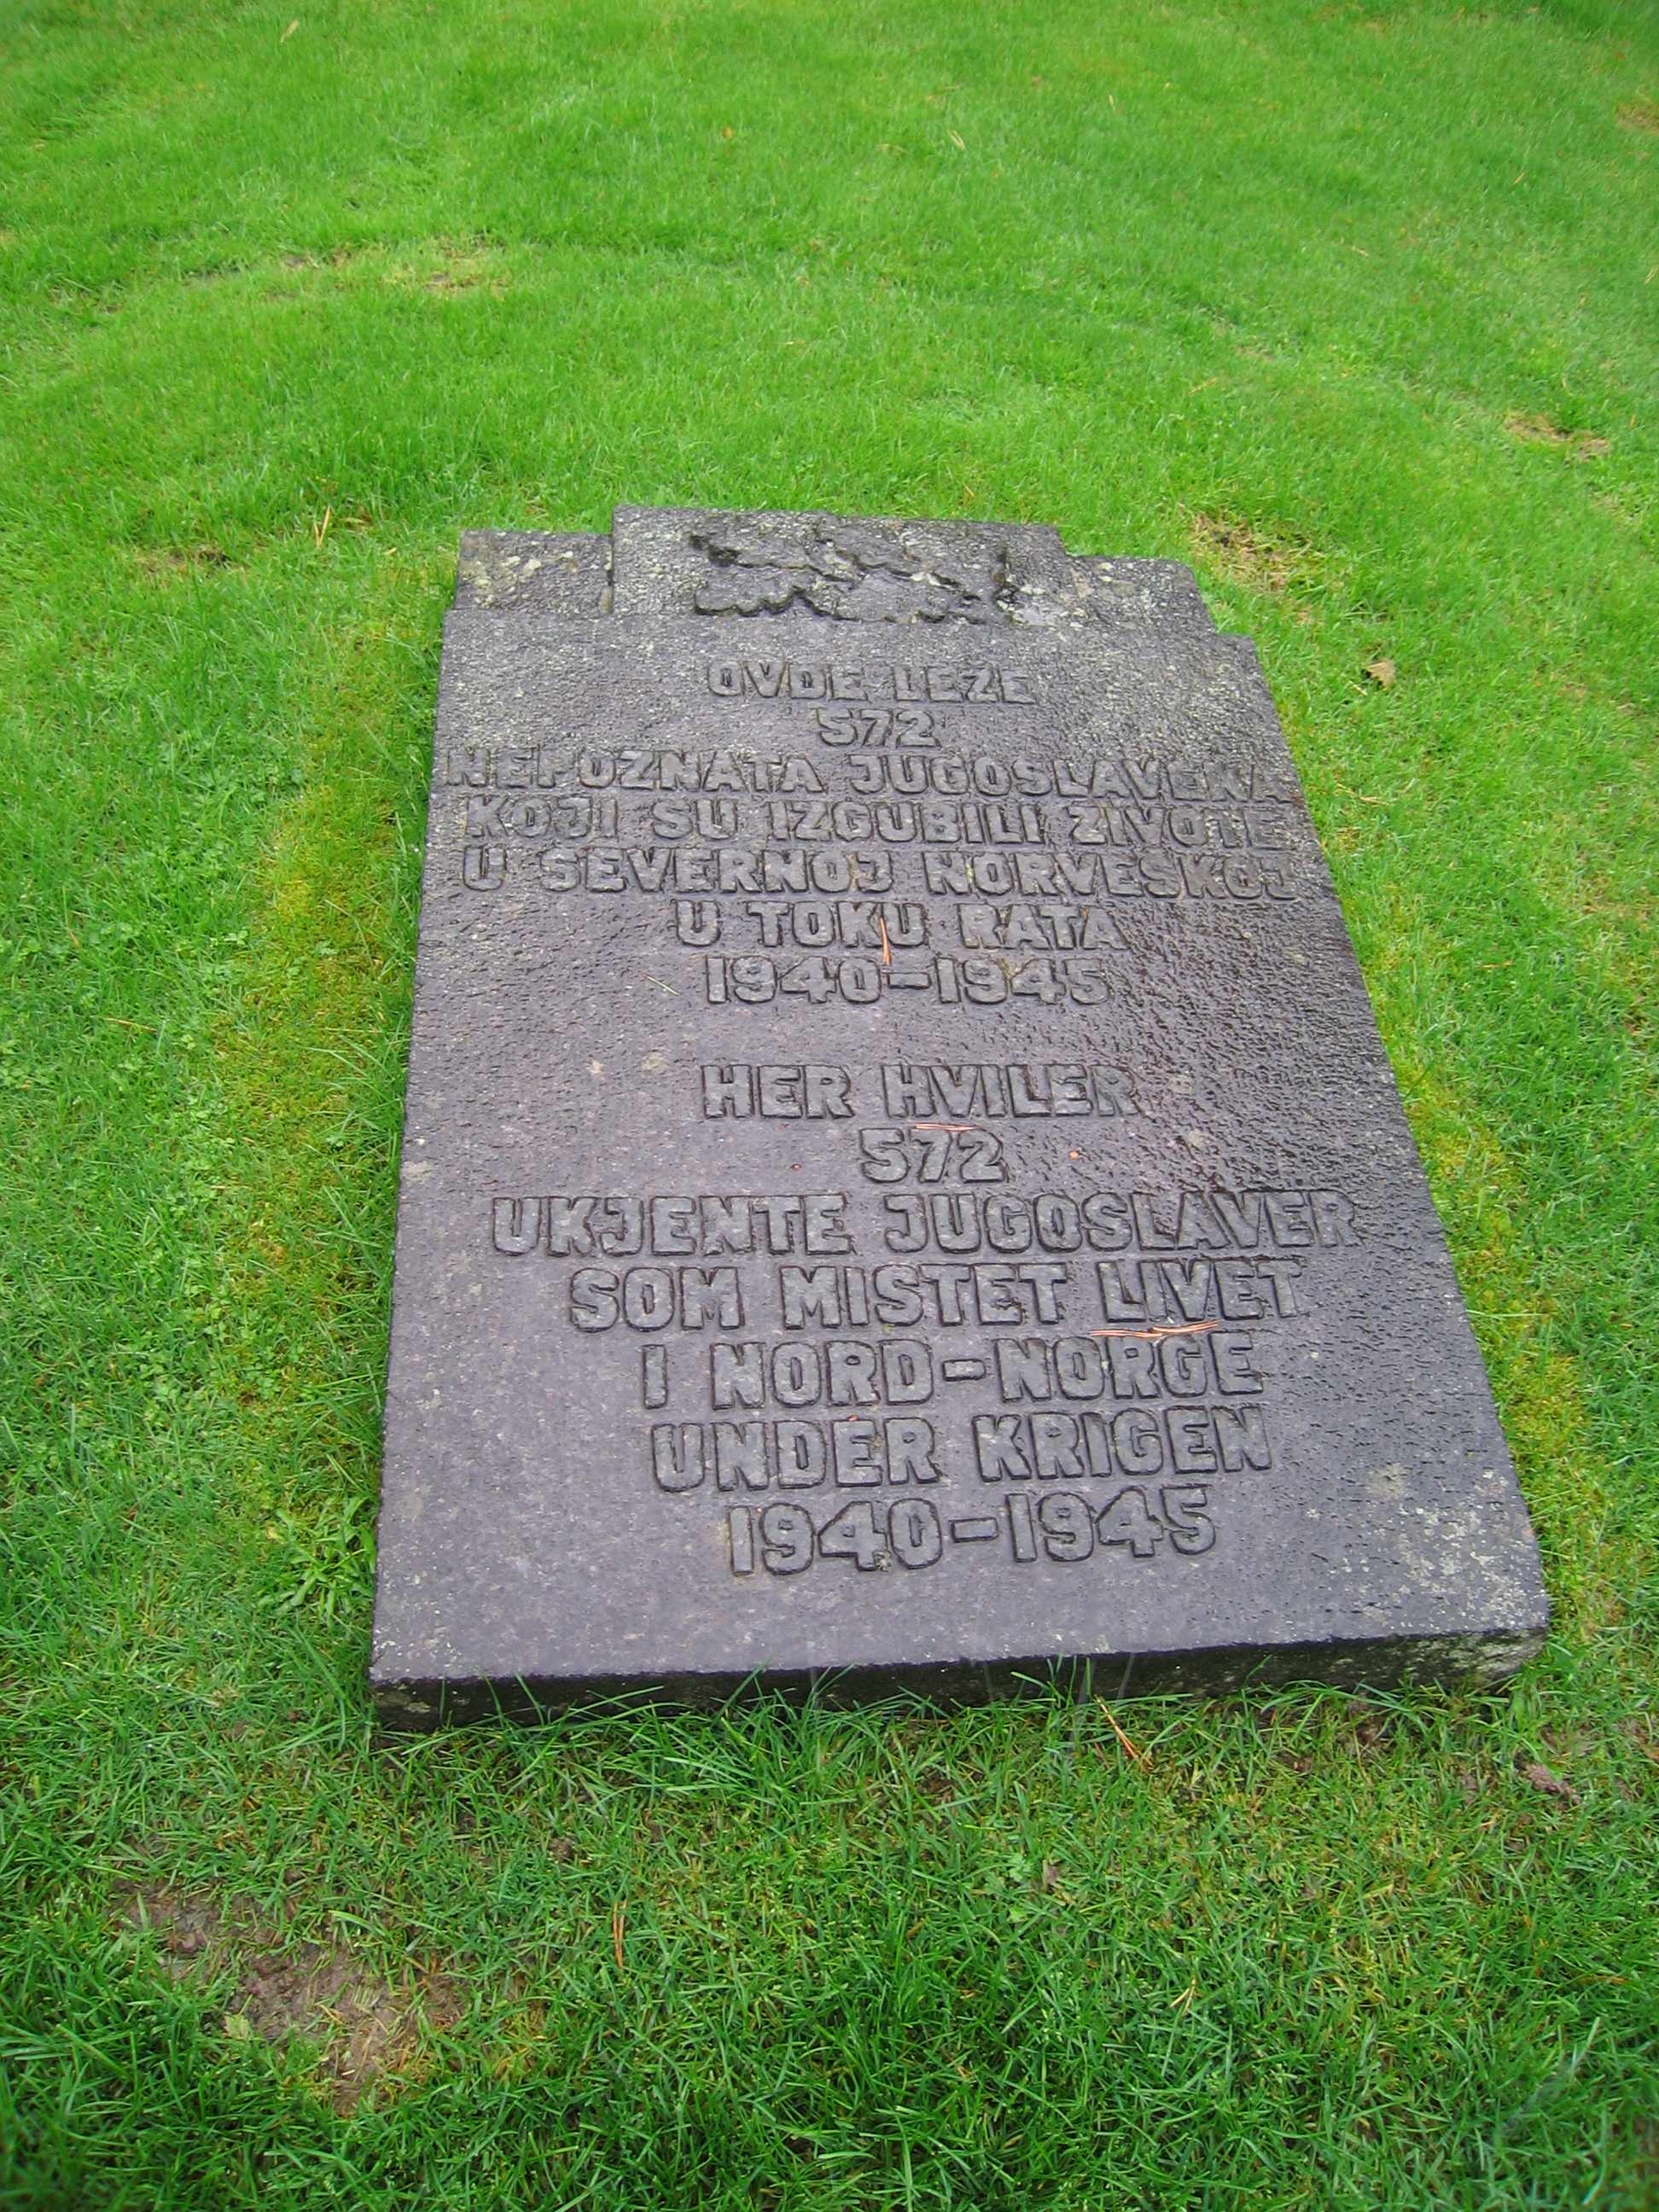 OVDE LEZE
572
NEPOZNATA JUGOSLAVENA
KOJI SU IZGUBILI ZIVOTE
U SEVERNOJ NORVESKOJ
U TOKU RATA
1940-1945
HER HVILER
572
UKJENTE JUGOSLAVER
SOM MISTET LIVET
I NORD-NORGE
UNDER KRIGEN
1940-1945